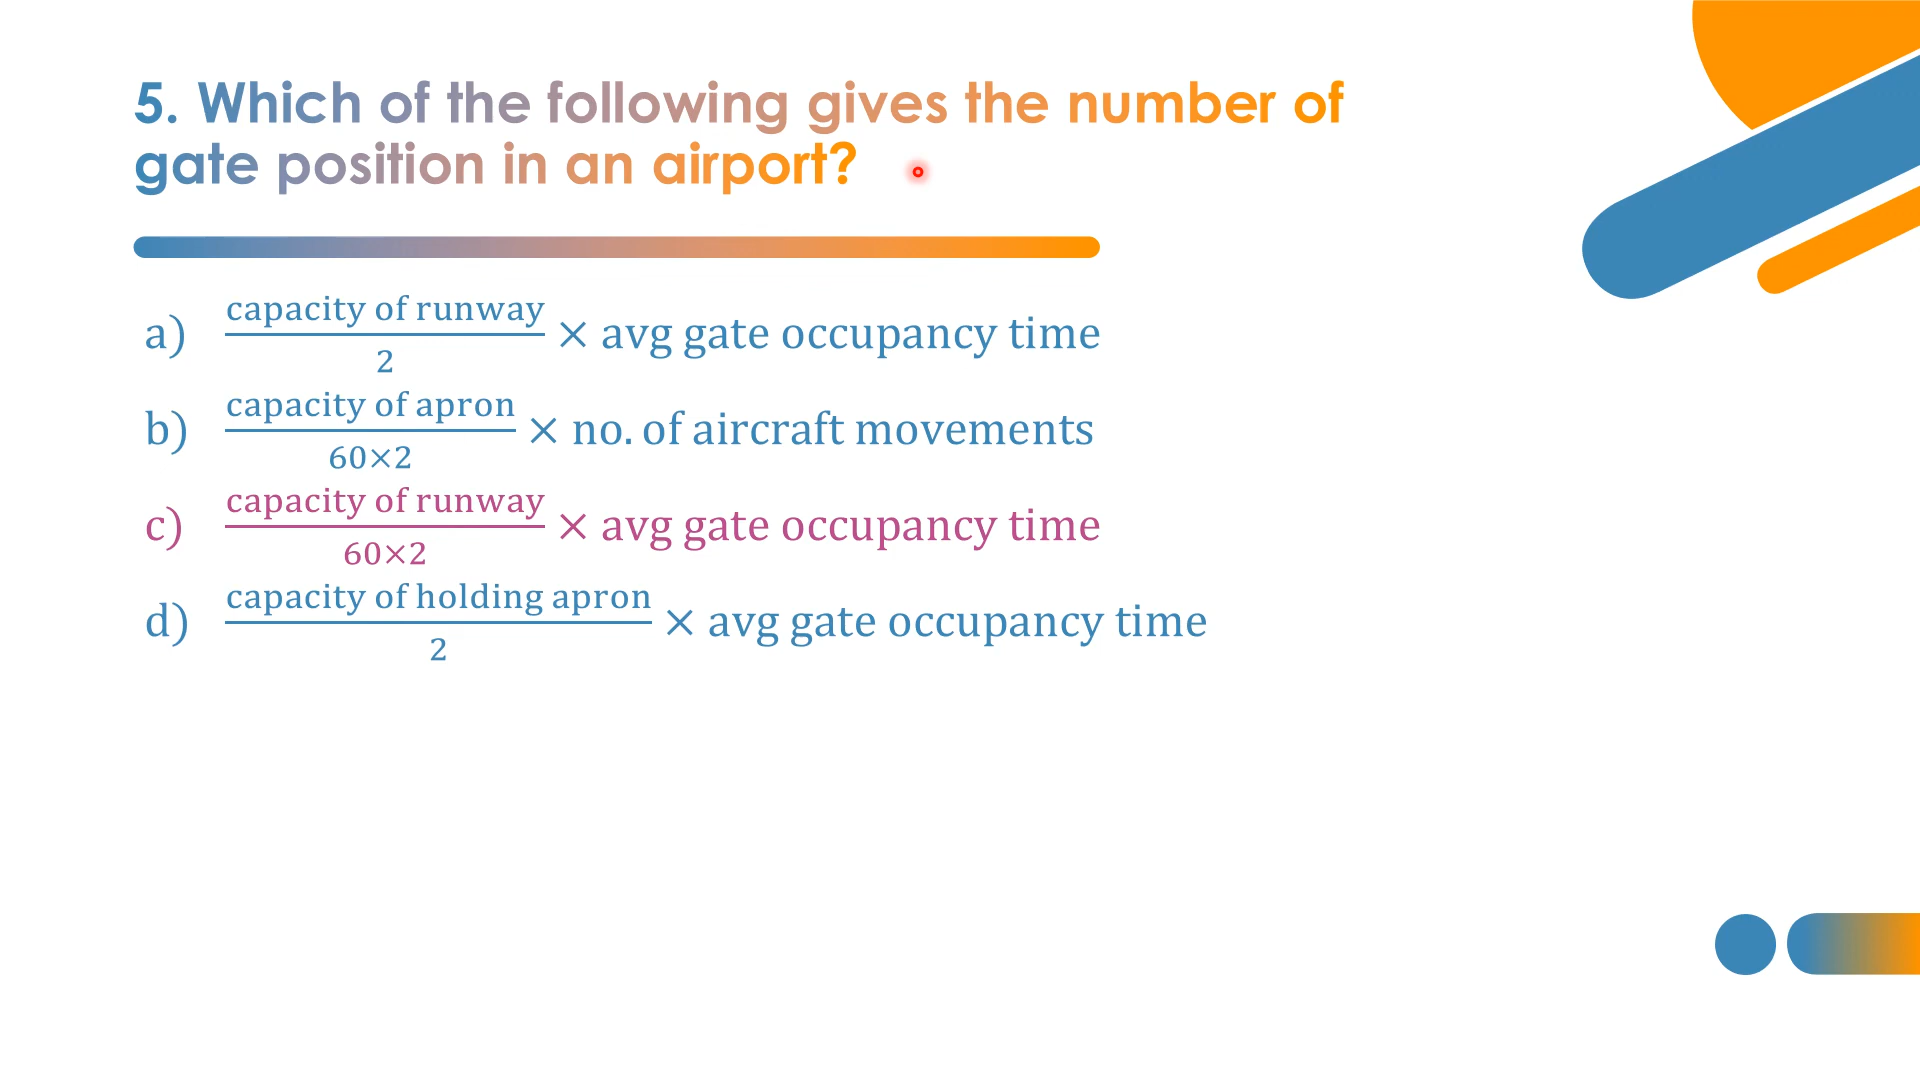 5. Which of the following gives the number of
gate position in an airport?
a) capacity of runway / 2 × avg gate occupancy time
b) capacity of apron / 60×2 × no. of aircraft movements
c) capacity of runway / 60×2 × avg gate occupancy time
d) capacity of holding apron / 2 × avg gate occupancy time